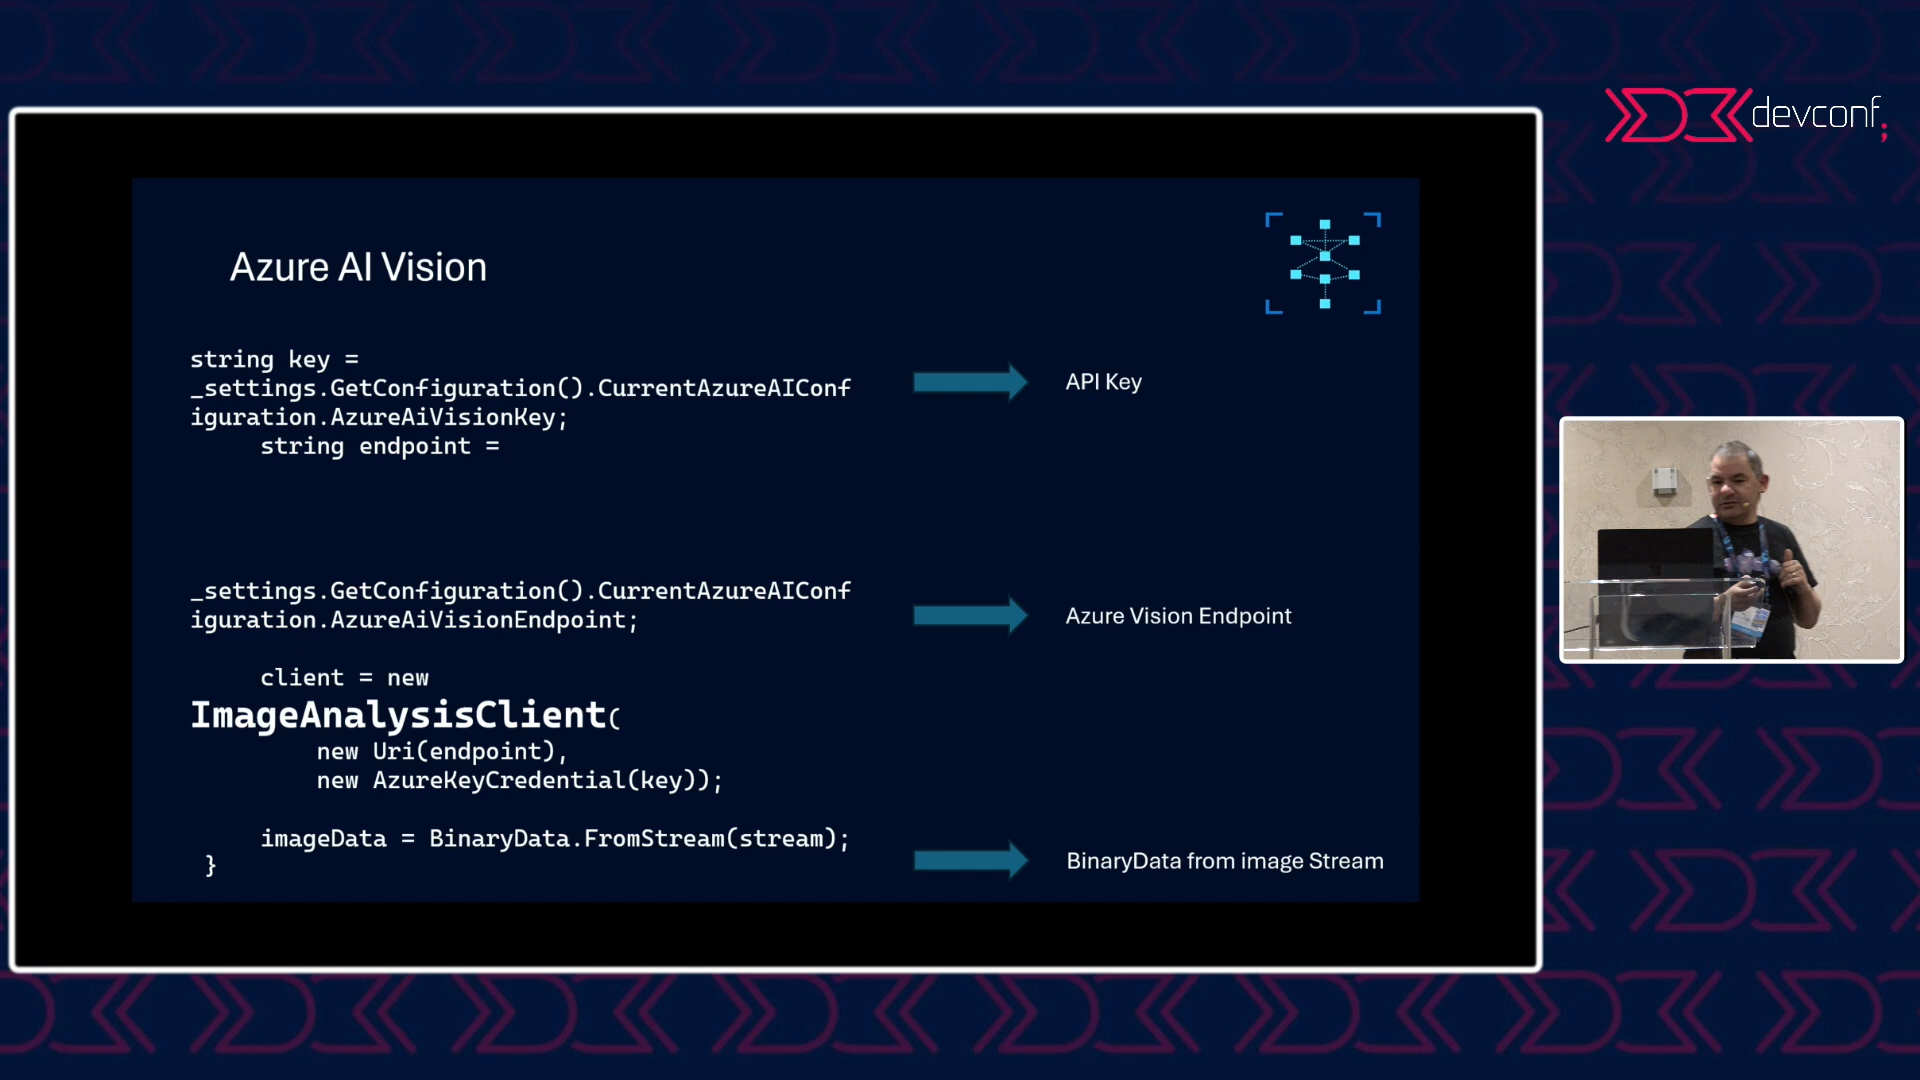 devconf;
Azure AI Vision
string key =
_settings.GetConfiguration().CurrentAzureAIConf
iguration.AzureAiVisionKey;
string endpoint =
API Key
_settings.GetConfiguration().CurrentAzureAIConf
iguration.AzureAiVisionEndpoint;
Azure Vision Endpoint
client = new
ImageAnalysisClient(
new Uri(endpoint),
new AzureKeyCredential(key));
imageData = BinaryData.FromStream(stream);
}
BinaryData from image Stream